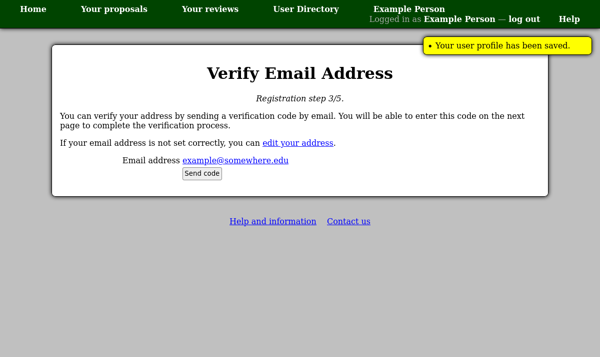 Home Your proposals Your reviews User Directory Example Person
Logged in as Example Person — log out Help
• Your user profile has been saved.
Verify Email Address
Registration step 3/5.
You can verify your address by sending a verification code by email. You will be able to enter this code on the next
page to complete the verification process.
If your email address is not set correctly, you can edit your address.
Email address example@somewhere.edu
Send code
Help and information Contact us